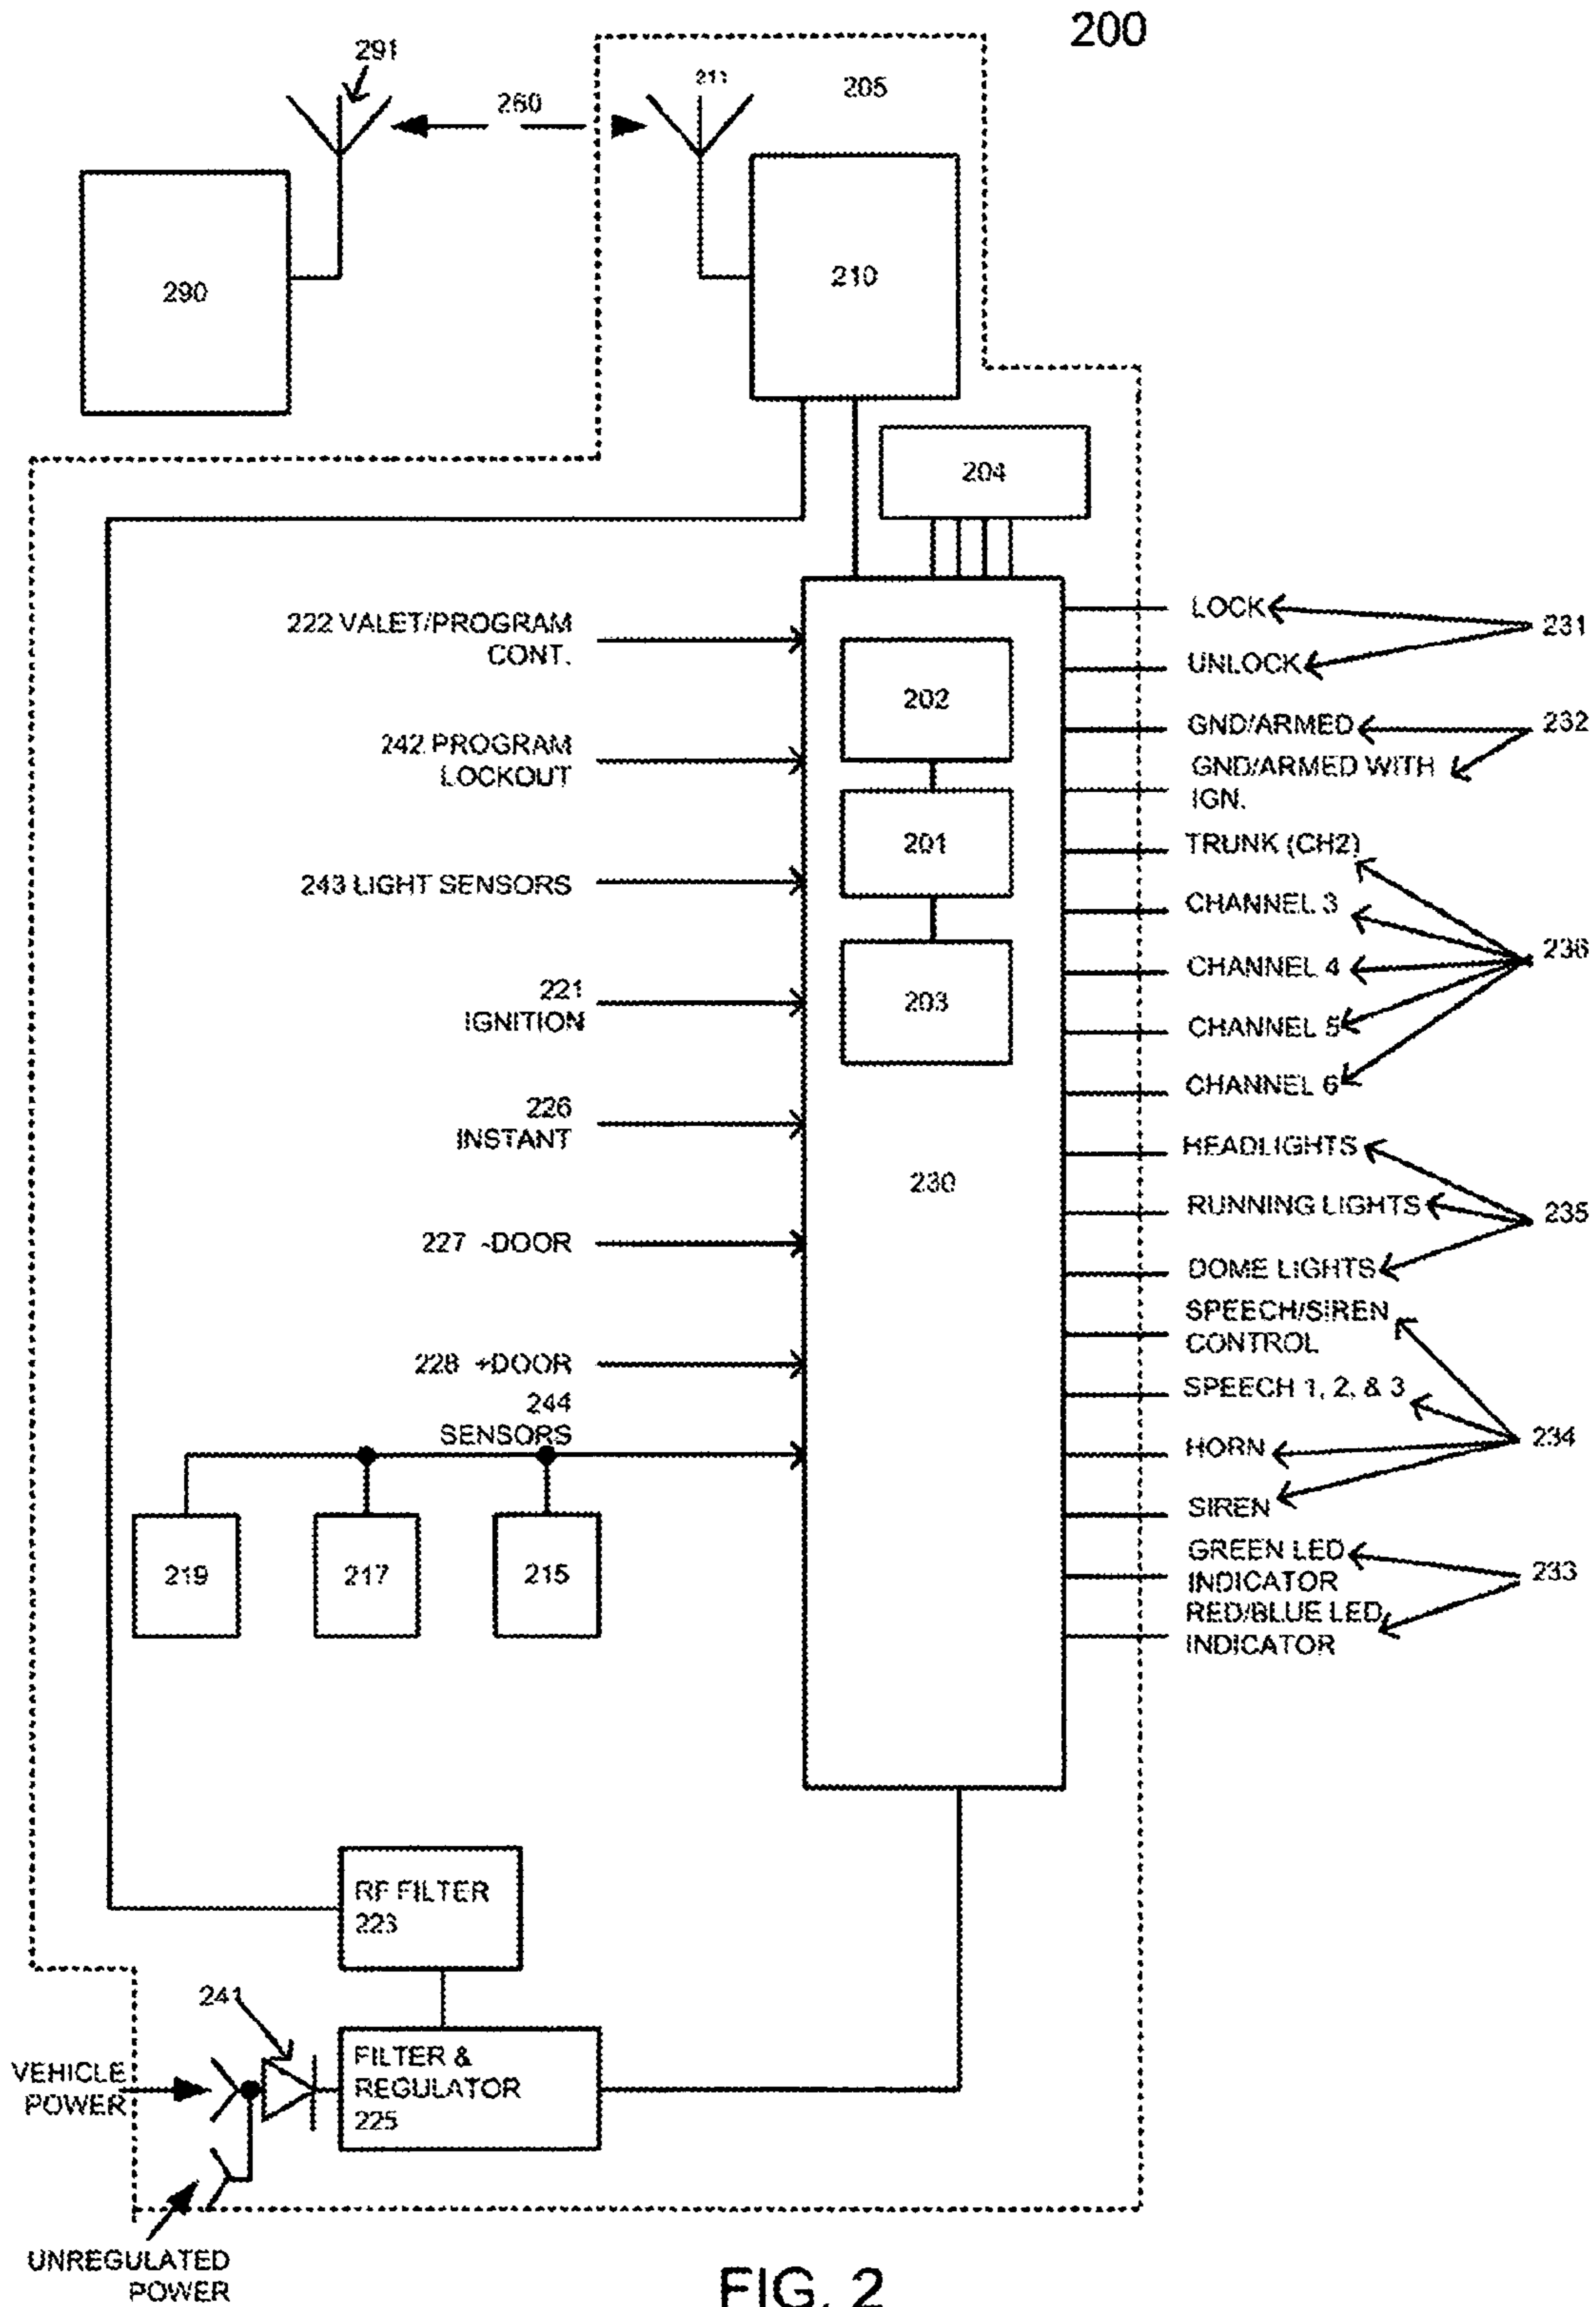 200
291
260
211
205
290
210
204
222 VALET/PROGRAM
CONT.
242 PROGRAM
LOCKOUT
243 LIGHT SENSORS
221
IGNITION
226
INSTANT
227 -DOOR
228 +DOOR
244
SENSORS
219
217
215
202
201
203
230
LOCK
UNLOCK
231
GND/ARMED
GND/ARMED WITH
IGN.
232
TRUNK (CH2)
CHANNEL 3
CHANNEL 4
CHANNEL 5
CHANNEL 6
236
HEADLIGHTS
RUNNING LIGHTS
DOME LIGHTS
235
SPEECH/SIREN
CONTROL
SPEECH 1, 2, & 3
HORN
SIREN
234
GREEN LED
INDICATOR
RED/BLUE LED
INDICATOR
233
RF FILTER
223
241
FILTER &
REGULATOR
225
VEHICLE
POWER
UNREGULATED
POWER
FIG. 2